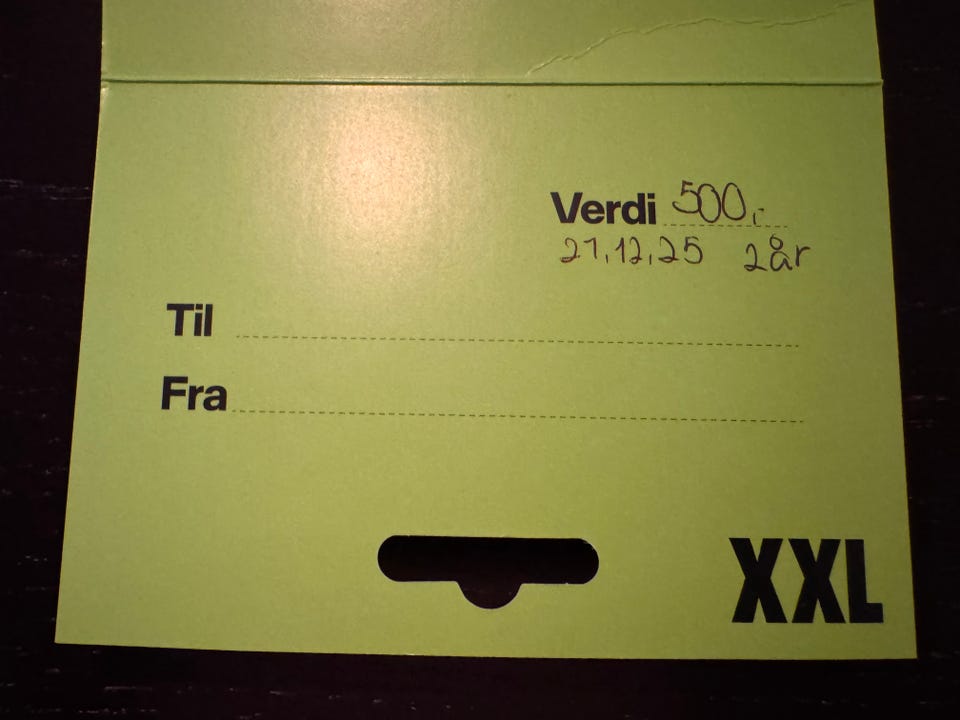 Verdi 500,-
27.12.25 2år
Til
Fra
XXL